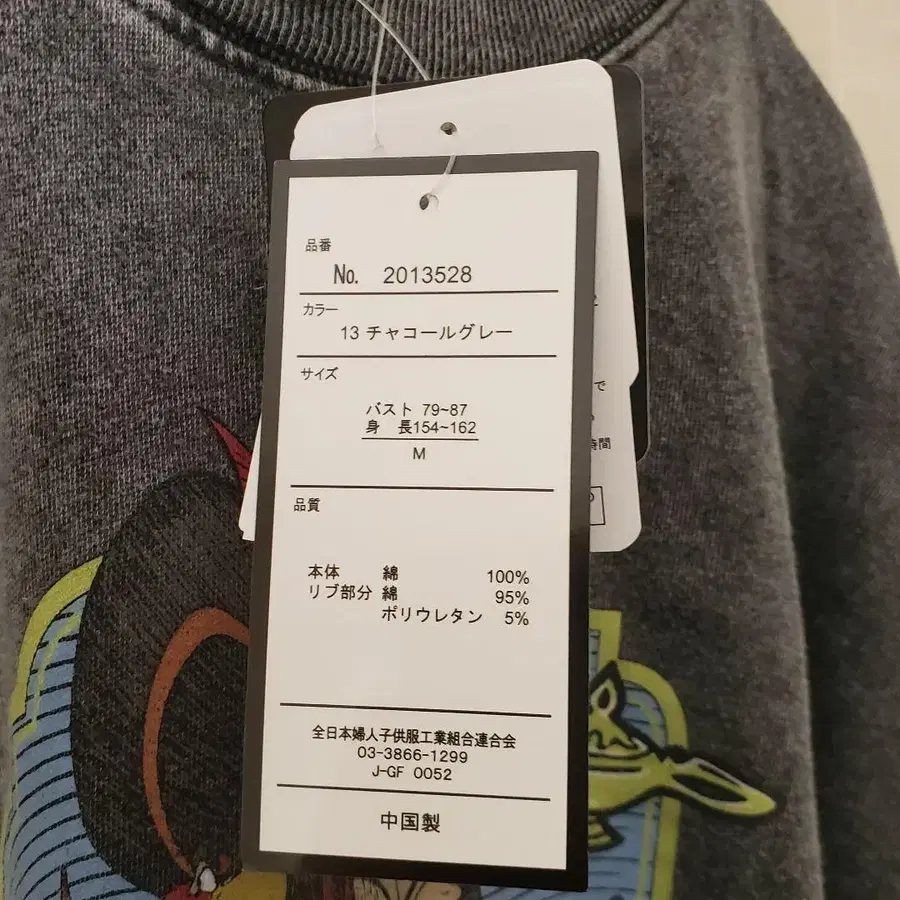 品番
No. 2013528
カラー
13 チャコールグレー
サイズ
バスト 79~87
身 長154~162
M
品質
本体 綿 100%
リブ部分 綿 95%
ポリウレタン 5%
全日本婦人子供服工業組合連合会
03-3866-1299
J-GF 0052
中国製
で
時間